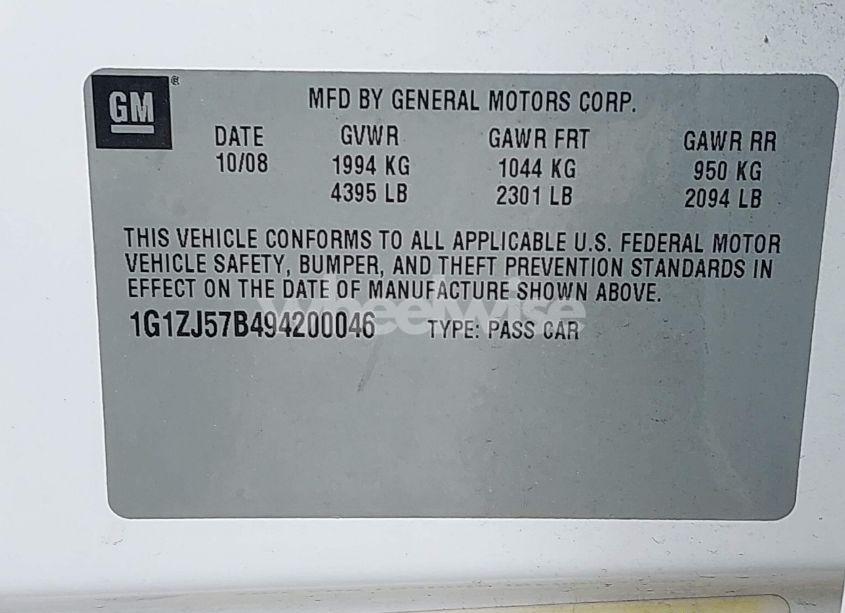 GM®
MFD BY GENERAL MOTORS CORP.
DATE GVWR GAWR FRT GAWR RR
10/08 1994 KG 1044 KG 950 KG
4395 LB 2301 LB 2094 LB
THIS VEHICLE CONFORMS TO ALL APPLICABLE U.S. FEDERAL MOTOR
VEHICLE SAFETY, BUMPER, AND THEFT PREVENTION STANDARDS IN
EFFECT ON THE DATE OF MANUFACTURE SHOWN ABOVE.
Wheelwise
1G1ZJ57B494200046 TYPE: PASS CAR